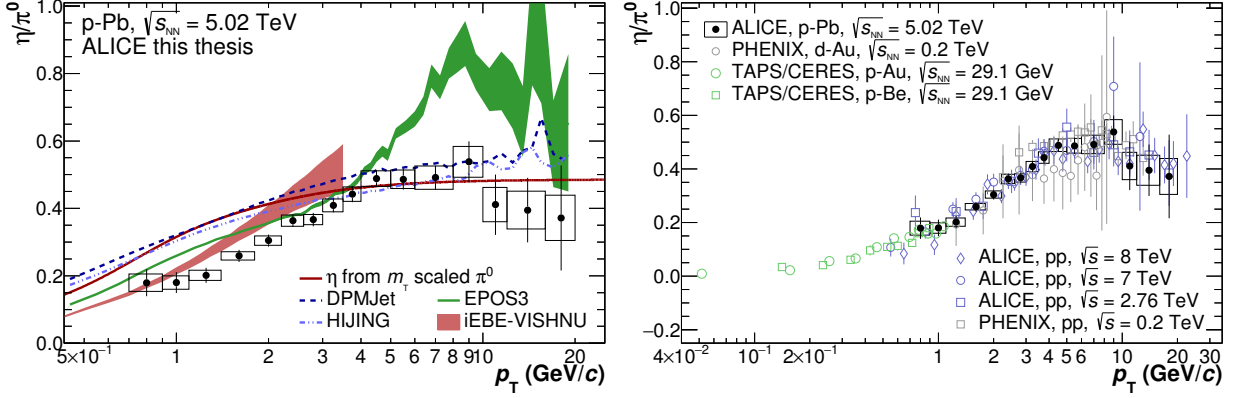 η/π⁰
p-Pb, √s_NN = 5.02 TeV
ALICE this thesis
1.0
0.8
0.6
0.4
0.2
0.0
η from m_T scaled π⁰
DPMJet
EPOS3
HIJING
iEBE-VISHNU
5×10⁻¹ 1 2 3 4 5 6 7 8 9 10 20
p_T (GeV/c)
η/π⁰
ALICE, p-Pb, √s_NN = 5.02 TeV
PHENIX, d-Au, √s_NN = 0.2 TeV
TAPS/CERES, p-Au, √s_NN = 29.1 GeV
TAPS/CERES, p-Be, √s_NN = 29.1 GeV
1.0
0.8
0.6
0.4
0.2
0.0
−0.2
ALICE, pp, √s = 8 TeV
ALICE, pp, √s = 7 TeV
ALICE, pp, √s = 2.76 TeV
PHENIX, pp, √s = 0.2 TeV
4×10⁻² 10⁻¹ 2×10⁻¹ 1 2 3 4 5 6 10 20 30
p_T (GeV/c)